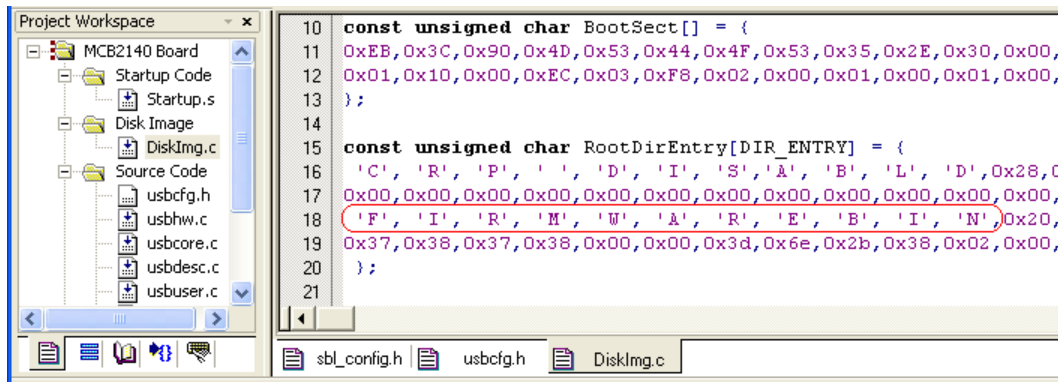 Project Workspace
MCB2140 Board
Startup Code
Startup.s
Disk Image
DiskImg.c
Source Code
usbcfg.h
usbhw.c
usbcore.c
usbdesc.c
usbuser.c
10 const unsigned char BootSect[] = {
11 0xEB,0x3C,0x90,0x4D,0x53,0x44,0x4F,0x53,0x35,0x2E,0x30,0x00,
12 0x01,0x10,0x00,0xEC,0x03,0xF8,0x02,0x00,0x01,0x00,0x01,0x00,
13 };
14
15 const unsigned char RootDirEntry[DIR_ENTRY] = {
16 'C', 'R', 'P', ' ', 'D', 'I', 'S','A', 'B', 'L', 'D',0x28,0
17 0x00,0x00,0x00,0x00,0x00,0x00,0x00,0x00,0x00,0x00,0x00,0x00,
18 'F', 'I', 'R', 'M', 'W', 'A', 'R', 'E', 'B', 'I', 'N',0x20,
19 0x37,0x38,0x37,0x38,0x00,0x00,0x3d,0x6e,0x2b,0x38,0x02,0x00,
20 };
21
sbl_config.h usbcfg.h DiskImg.c